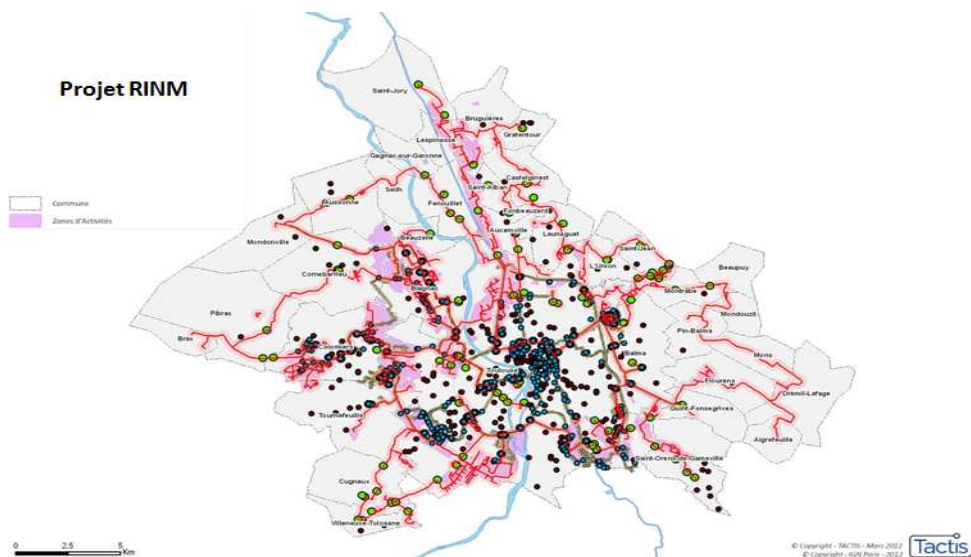 Projet RINM
Commune
Zones d'Activités
Saint-Jory
Bruguières
Gratentour
Lespinasse
Gagnac-sur-Garonne
Castelginest
Saint-Alban
Seilh
Aussonne
Fenouillet
Fonbeauzard
Aucamville
Launaguet
Beauzelle
Saint-Jean
Mondonville
L'Union
Beaupuy
Cornebarrieu
Blagnac
Montrabé
Mondouzil
Pibrac
Pin-Balma
Brax
Colomiers
Balma
Mons
Toulouse
Flourens
Drémil-Lafage
Tournefeuille
Quint-Fonsegrives
Aigrefeuille
Saint-Orens-de-Gameville
Cugnaux
Villeneuve-Tolosane
0 2.5 5
Km
© Copyright - TACTIS - Mars 2012
© Copyright - IGN Paris - 2012
Tactis